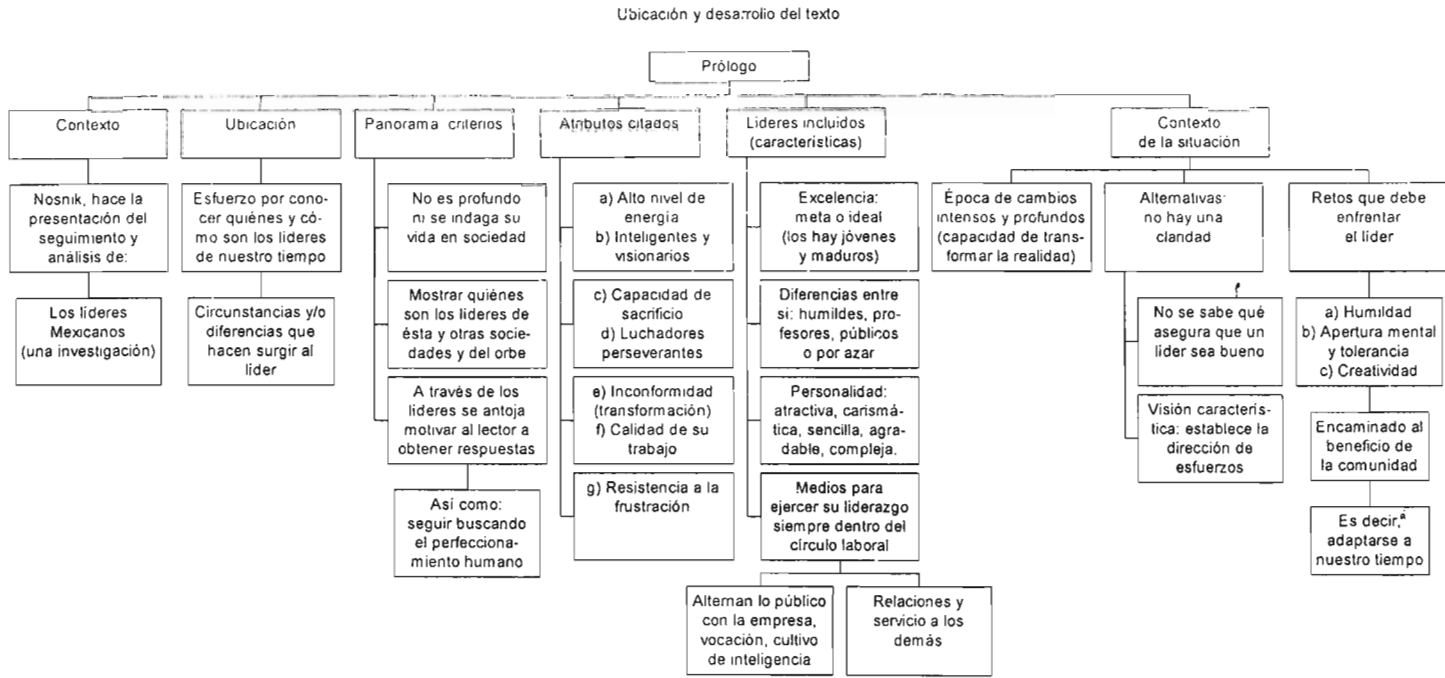 Ubicación y desarrollo del texto
Prólogo
Contexto
Nosnik, hace la
presentación del
seguimiento y
análisis de:
Los líderes
Mexicanos
(una investigación)
Ubicación
Esfuerzo por cono-
cer quiénes y có-
mo son los líderes
de nuestro tiempo
Circunstancias y/o
diferencias que
hacen surgir al
líder
Panorama criterios
No es profundo
ni se indaga su
vida en sociedad
Mostrar quiénes
son los líderes de
ésta y otras socie-
dades y del orbe
A través de los
líderes se antoja
motivar al lector a
obtener respuestas
Así como:
seguir buscando
el perfecciona-
miento humano
Atributos citados
a) Alto nivel de
energía
b) Inteligentes y
visionarios
c) Capacidad de
sacrificio
d) Luchadores
perseverantes
e) Inconformidad
(transformación)
f) Calidad de su
trabajo
g) Resistencia a la
frustración
Líderes incluidos
(características)
Excelencia:
meta o ideal
(los hay jóvenes
y maduros)
Diferencias entre
sí: humildes, pro-
fesores, públicos
o por azar
Personalidad:
atractiva, carismá-
tica, sencilla, agra-
dable, compleja.
Medios para
ejercer su liderazgo
siempre dentro del
círculo laboral
Alternan lo público
con la empresa,
vocación, cultivo
de inteligencia
Relaciones y
servicio a los
demás
Contexto
de la situación
Época de cambios
intensos y profundos
(capacidad de trans-
formar la realidad)
Alternativas:
no hay una
claridad
No se sabe qué
asegura que un
líder sea bueno
Visión caracterís-
tica: establece la
dirección de
esfuerzos
Retos que debe
enfrentar
el líder
a) Humildad
b) Apertura mental
y tolerancia
c) Creatividad
Encaminado al
beneficio de
la comunidad
Es decir,
adaptarse a
nuestro tiempo